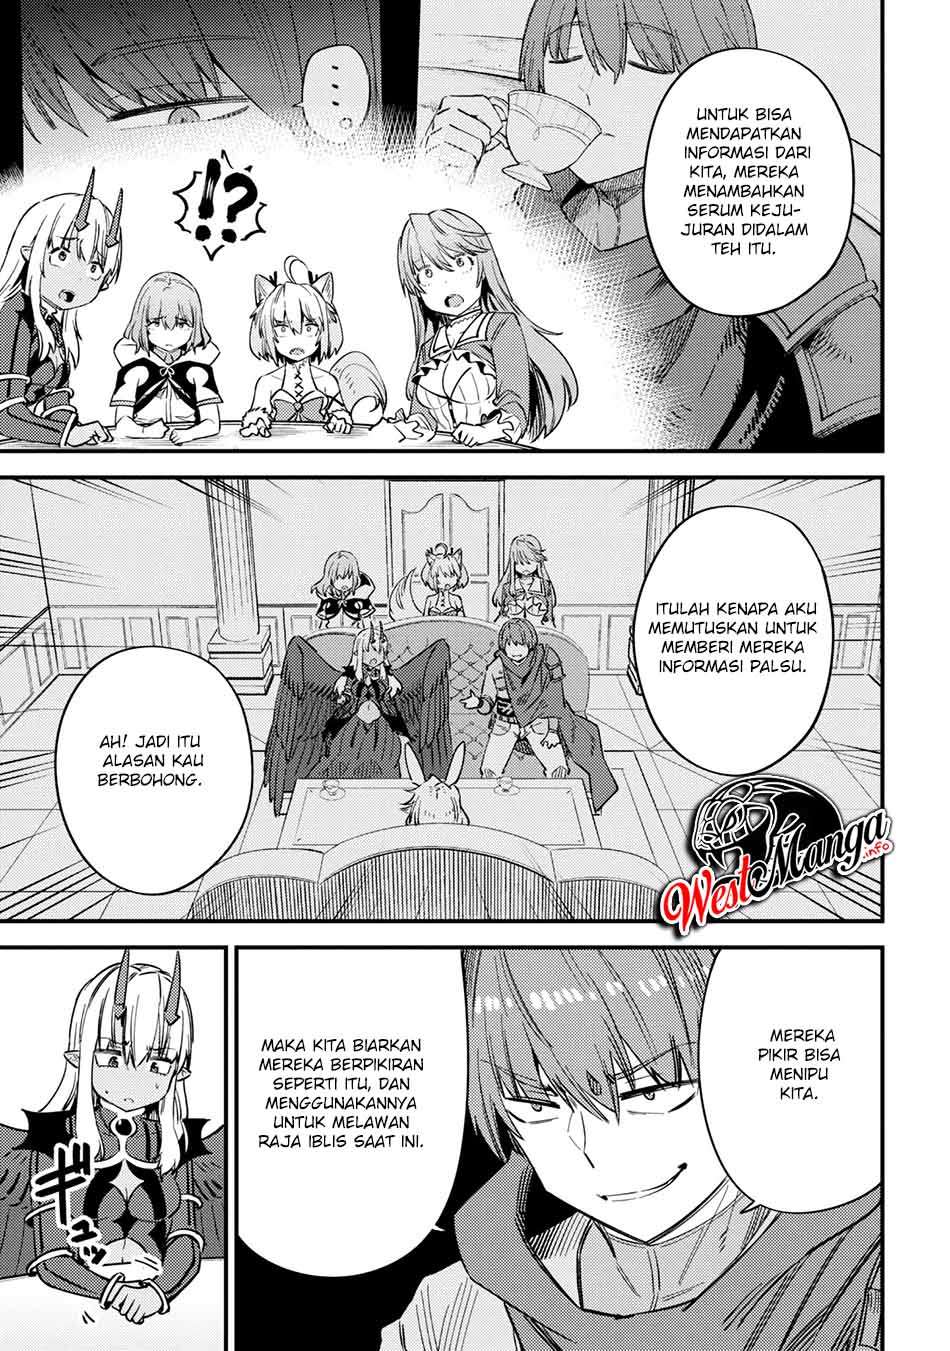 ...
UNTUK BISA
MENDAPATKAN
INFORMASI DARI
KITA, MEREKA
MENAMBAHKAN
SERUM KEJU-
JURAN DIDALAM
TEH ITU.
!?
ITULAH KENAPA AKU
MEMUTUSKAN UNTUK
MEMBERI MEREKA
INFORMASI PALSU.
AH! JADI ITU
ALASAN KAU
BERBOHONG.
WestManga
.info
MEREKA
PIKIR BISA
MENIPU
KITA.
MAKA KITA BIARKAN
MEREKA BERPIKIRAN
SEPERTI ITU, DAN
MENGGUNAKANNYA
UNTUK MELAWAN
RAJA IBLIS SAAT INI.
ギュッ